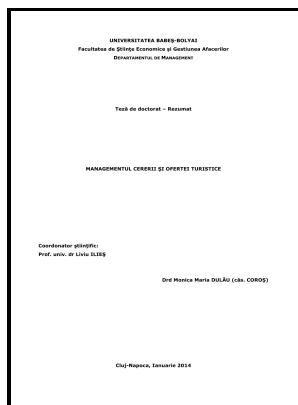 UNIVERSITATEA BABEŞ-BOLYAI
Facultatea de Ştiinţe Economice şi Gestiunea Afacerilor
DEPARTAMENTUL DE MANAGEMENT
Teză de doctorat – Rezumat
MANAGEMENTUL CERERII ŞI OFERTEI TURISTICE
Coordonator ştiinţific:
Prof. univ. dr Liviu ILIEŞ
Drd Monica Maria DULĂU (căs. COROŞ)
Cluj-Napoca, Ianuarie 2014